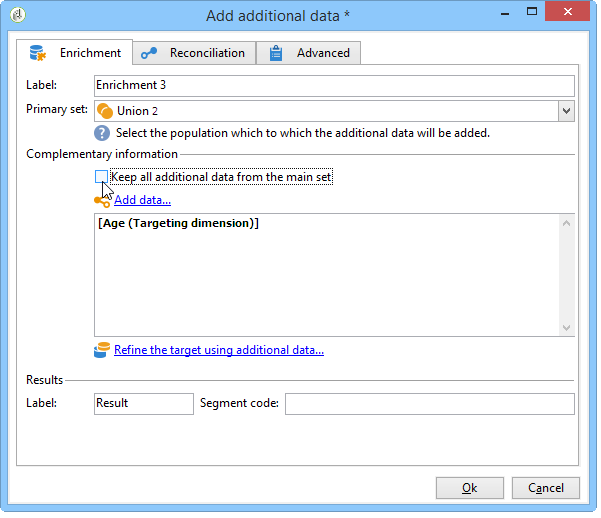 Add additional data *
Enrichment Reconciliation Advanced
Label: Enrichment 3
Primary set: Union 2
? Select the population which to which the additional data will be added.
Complementary information
Keep all additional data from the main set
Add data...
[Age (Targeting dimension)]
Refine the target using additional data...
Results
Label: Result Segment code:
Ok Cancel